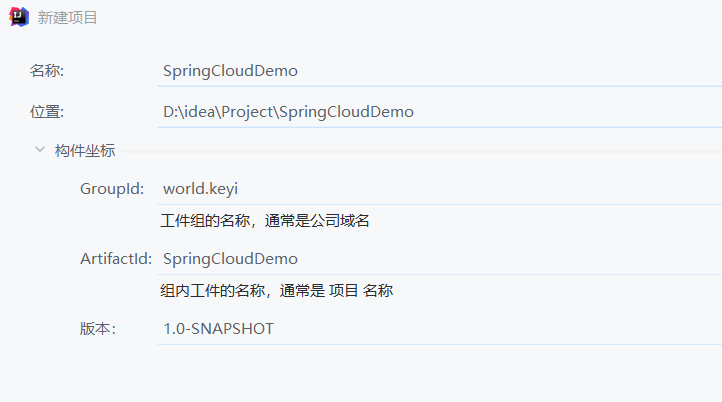 新建项目
名称: SpringCloudDemo
位置: D:\idea\Project\SpringCloudDemo
构件坐标
GroupId: world.keyi
工件组的名称，通常是公司域名
ArtifactId: SpringCloudDemo
组内工件的名称，通常是 项目 名称
版本： 1.0-SNAPSHOT